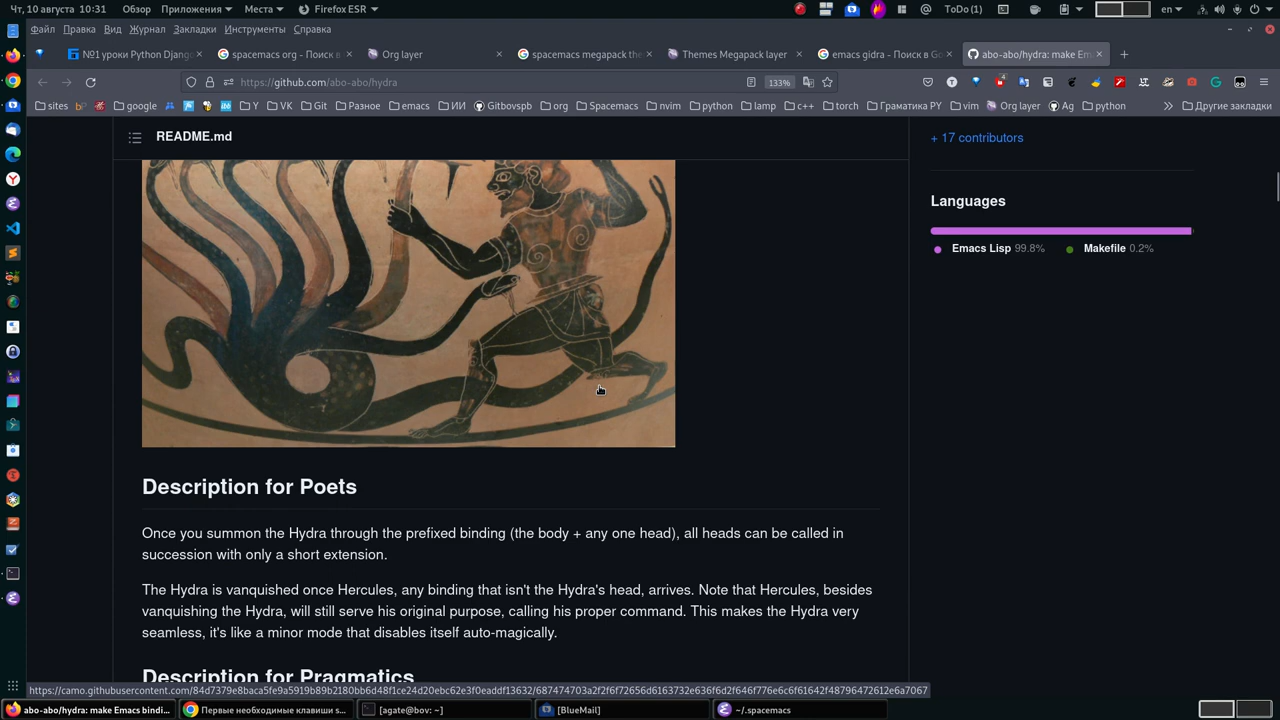 Чт, 10 августа 10:31
Обзор
Приложения
Места
Firefox ESR
ToDo (1)
en
Файл Правка Вид Журнал Закладки Инструменты Справка
№1 уроки Python Djang
spacemacs org - Поиск в
Org layer
spacemacs megapack the
Themes Megapack layer
emacs gidra - Поиск в Go
abo-abo/hydra: make Em
https://github.com/abo-abo/hydra
133%
sites
google
Y
VK
Git
Разное
emacs
ИИ
Gitbovspb
org
Spacemacs
nvim
python
lamp
c++
torch
Граматика РУ
vim
Org layer
Ag
python
Другие закладки
README.md
+ 17 contributors
Languages
Emacs Lisp 99.8%
Makefile 0.2%
Description for Poets
Once you summon the Hydra through the prefixed binding (the body + any one head), all heads can be called in
succession with only a short extension.
The Hydra is vanquished once Hercules, any binding that isn't the Hydra's head, arrives. Note that Hercules, besides
vanquishing the Hydra, will still serve his original purpose, calling his proper command. This makes the Hydra very
seamless, it's like a minor mode that disables itself auto-magically.
Description for Pragmatics
abo-abo/hydra: make Emacs bindi...
Первые необходимые клавиши s...
[agate@bov: ~]
[BlueMail]
~/.spacemacs